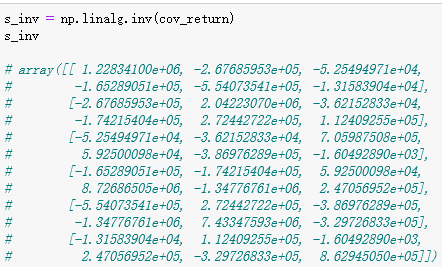 s_inv = np.linalg.inv(cov_return)
s_inv
# array([[ 1.22834100e+06, -2.67685953e+05, -5.25494971e+04,
#         -1.65289051e+05, -5.54073541e+05, -1.31583904e+04],
#        [-2.67685953e+05,  2.04223070e+06, -3.62152833e+04,
#         -1.74215404e+05,  2.72442722e+05,  1.12409255e+05],
#        [-5.25494971e+04, -3.62152833e+04,  7.05987508e+05,
#          5.92500098e+04, -3.86976289e+05, -1.60492890e+03],
#        [-1.65289051e+05, -1.74215404e+05,  5.92500098e+04,
#          8.72686505e+06, -1.34776761e+06,  2.47056952e+05],
#        [-5.54073541e+05,  2.72442722e+05, -3.86976289e+05,
#         -1.34776761e+06,  7.43347593e+06, -3.29726833e+05],
#        [-1.31583904e+04,  1.12409255e+05, -1.60492890e+03,
#          2.47056952e+05, -3.29726833e+05,  8.62945050e+05]])